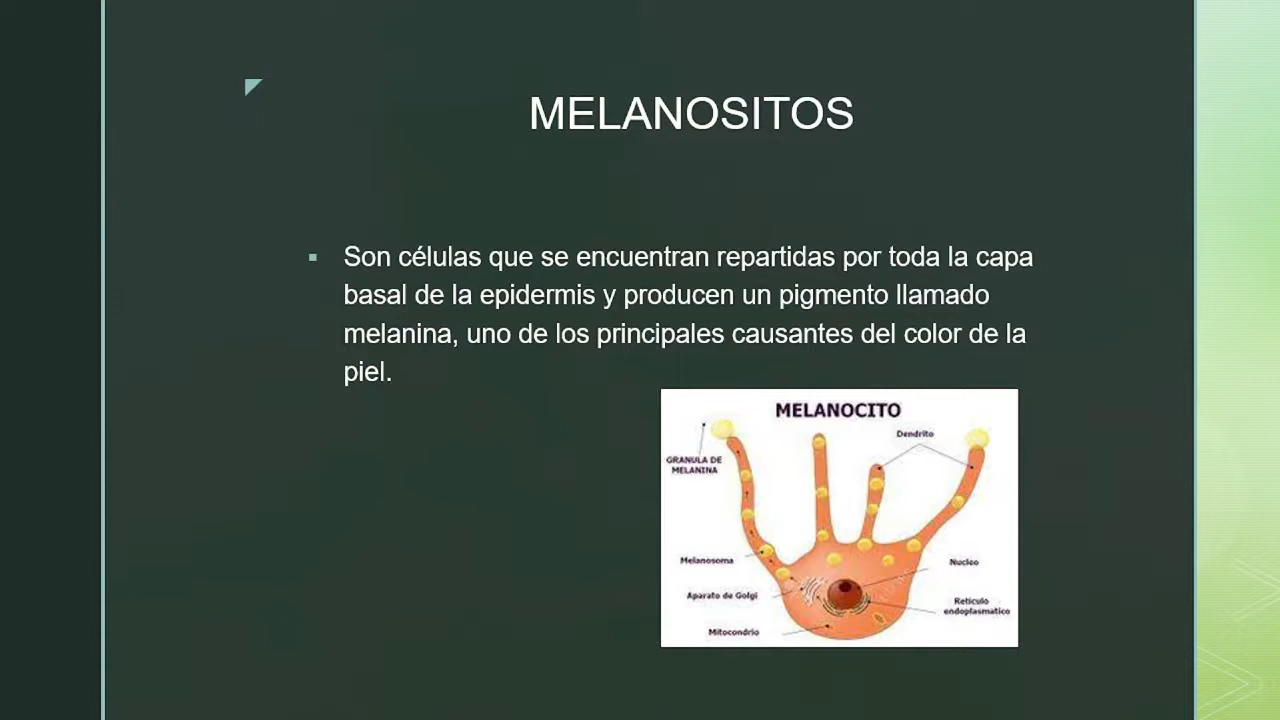 MELANOSITOS
Son células que se encuentran repartidas por toda la capa
basal de la epidermis y producen un pigmento llamado
melanina, uno de los principales causantes del color de la
piel.
MELANOCITO
Dendrito
GRANULA DE
MELANINA
Melanosoma
Nucleo
Aparato de Golgi
Retículo
endoplasmatico
Mitocondrio